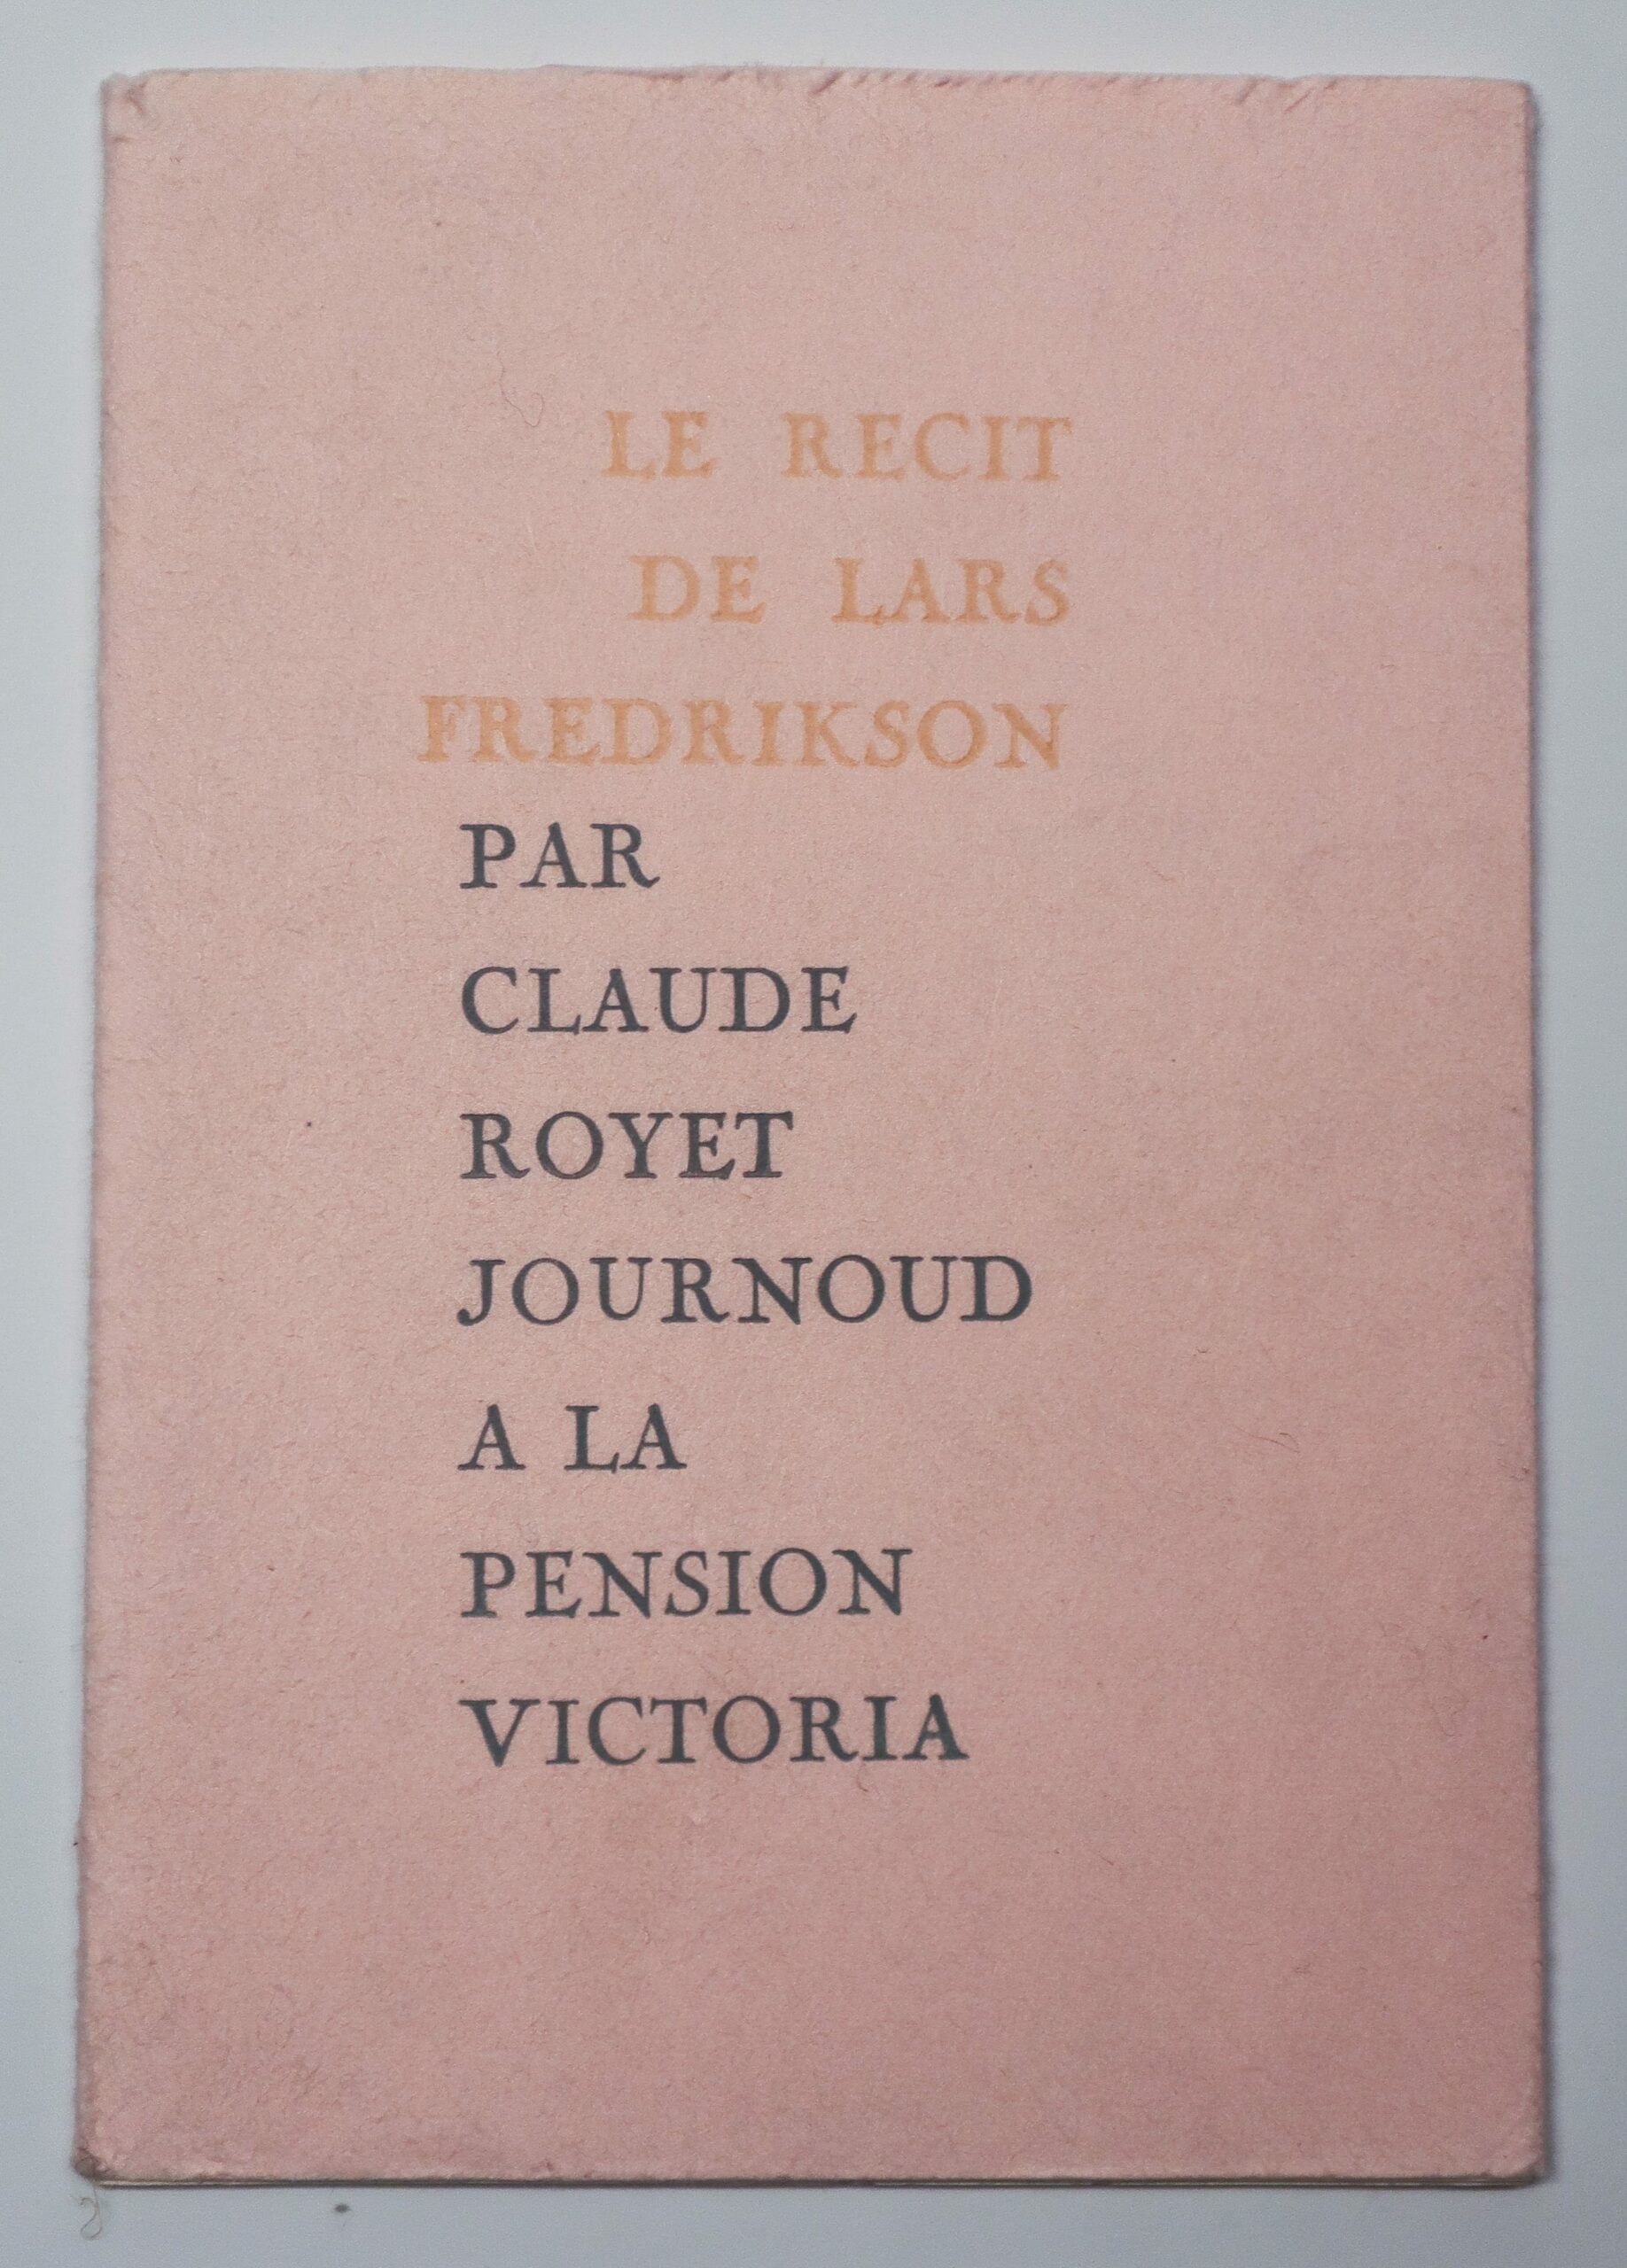 LE RECIT
DE LARS
FREDRIKSON
PAR
CLAUDE
ROYET
JOURNOUD
A LA
PENSION
VICTORIA